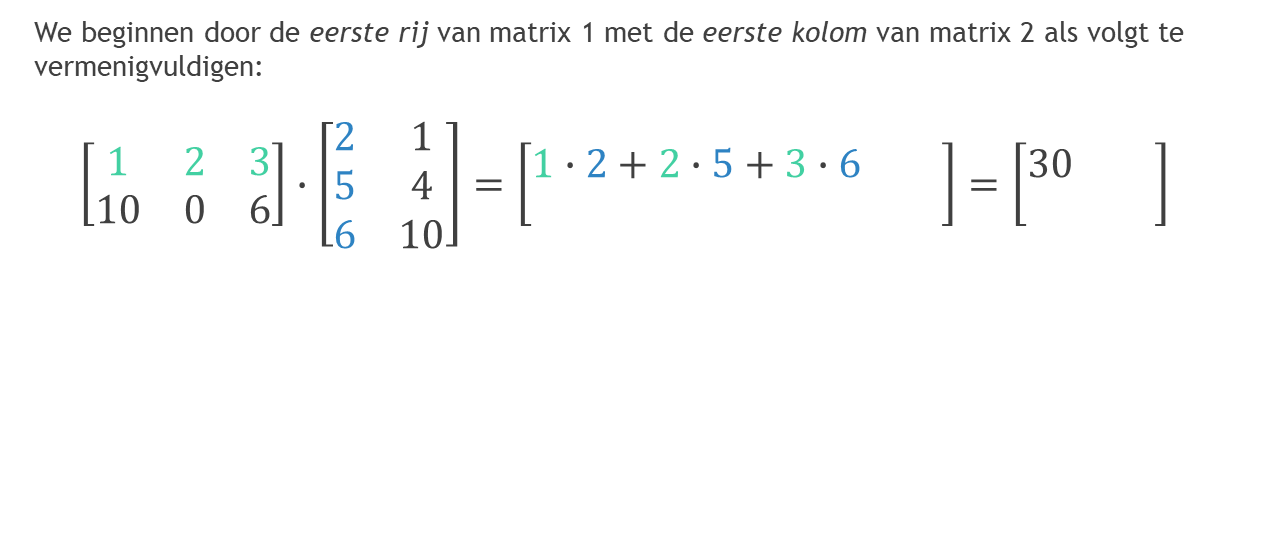 We beginnen door de eerste rij van matrix 1 met de eerste kolom van matrix 2 als volgt te
vermenigvuldigen:
[1 2 3
10 0 6] · [2 1
5 4
6 10] = [1 · 2 + 2 · 5 + 3 · 6 ] = [30 ]